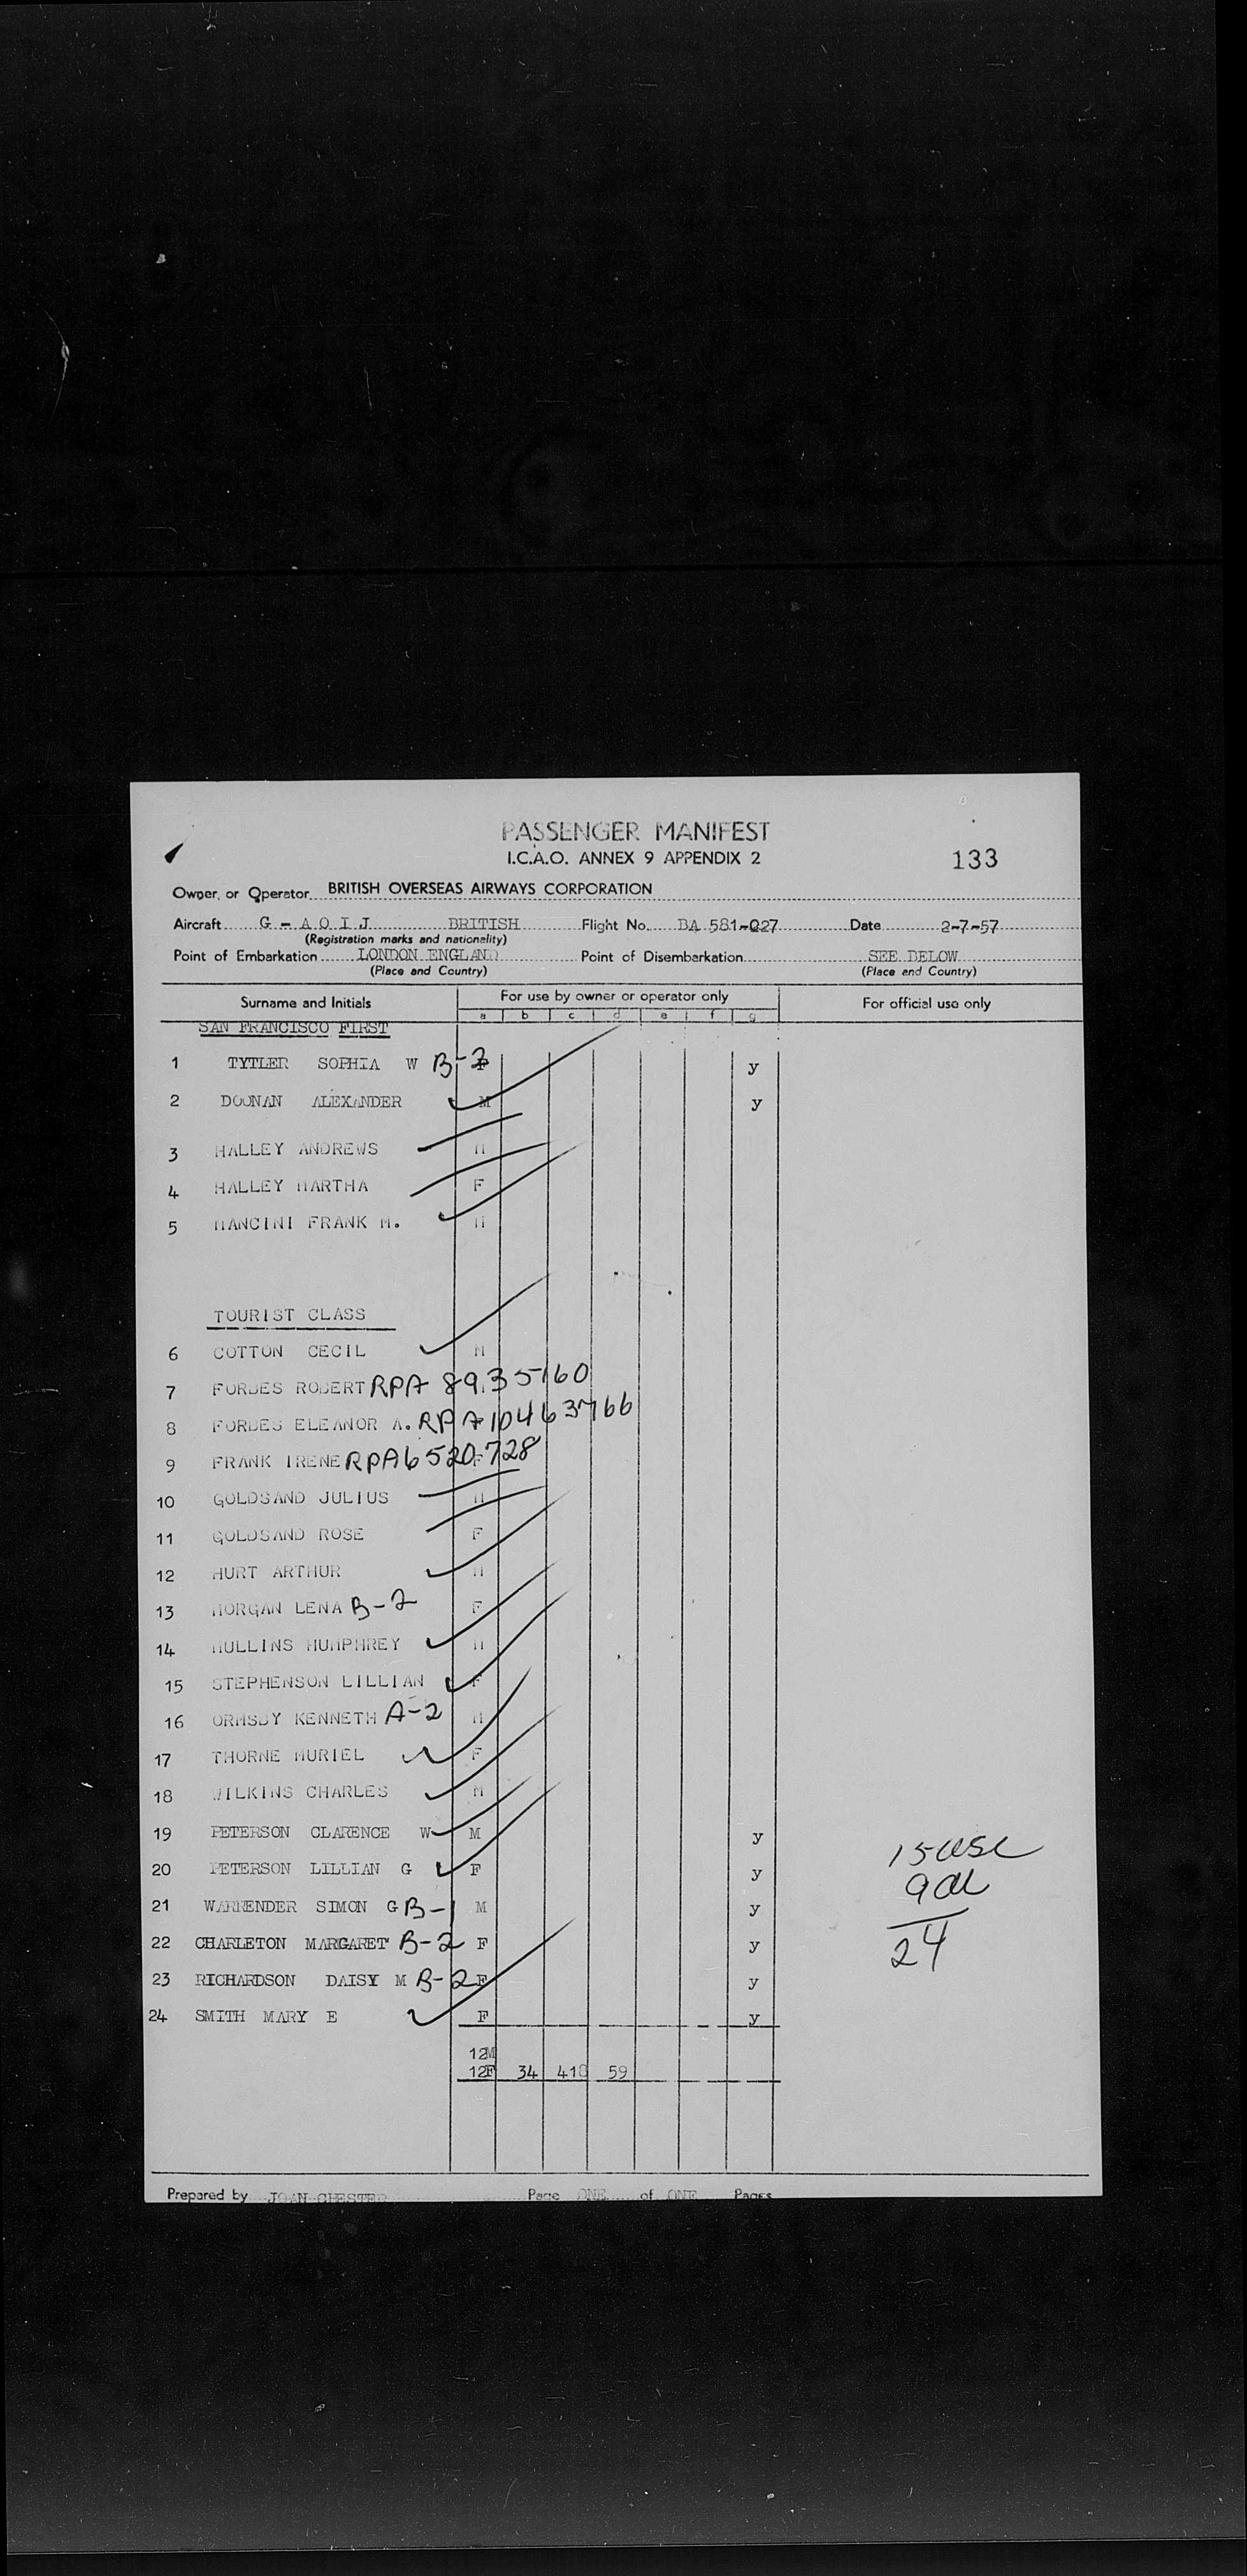 PASSENGER MANIFEST
I.C.A.O. ANNEX 9 APPENDIX 2
133
Owner, or Operator BRITISH OVERSEAS AIRWAYS CORPORATION
Aircraft G - A O I J BRITISH Flight No. BA 581-027 Date 2-7-57
(Registration marks and nationality)
Point of Embarkation LONDON ENGLAND Point of Disembarkation SEE BELOW
(Place and Country) (Place and Country)
Surname and Initials For use by owner or operator only For official use only
a b c d e f g
SAN FRANCISCO FIRST
1 TYTLER SOPHIA W B-2 F y
2 DOONAN ALEXANDER M y
3 HALLEY ANDREWS M
4 HALLEY MARTHA F
5 MANCINI FRANK M. M
TOURIST CLASS
6 COTTON CECIL M
7 FORBES ROBERT RPA 8935160
8 FORBES ELEANOR A. RPA 10463766
9 FRANK IRENE RPA 6520728 F
10 GOLDSAND JULIUS M
11 GOLDSAND ROSE F
12 HURT ARTHUR M
13 MORGAN LENA B-2 F
14 MULLINS HUMPHREY M
15 STEPHENSON LILLIAN F
16 ORMSBY KENNETH A-2 M
17 THORNE MURIEL F
18 WILKINS CHARLES M
19 PETERSON CLARENCE W M y
20 PETERSON LILLIAN G F y
21 WARRENDER SIMON G B-1 M y
22 CHARLETON MARGARET B-2 F y
23 RICHARDSON DAISY M B-2 F y
24 SMITH MARY E F y
15 USC
9 al
24
12M
12F 34 418 59
Prepared by JOAN CHESTER Page ONE of ONE Pages